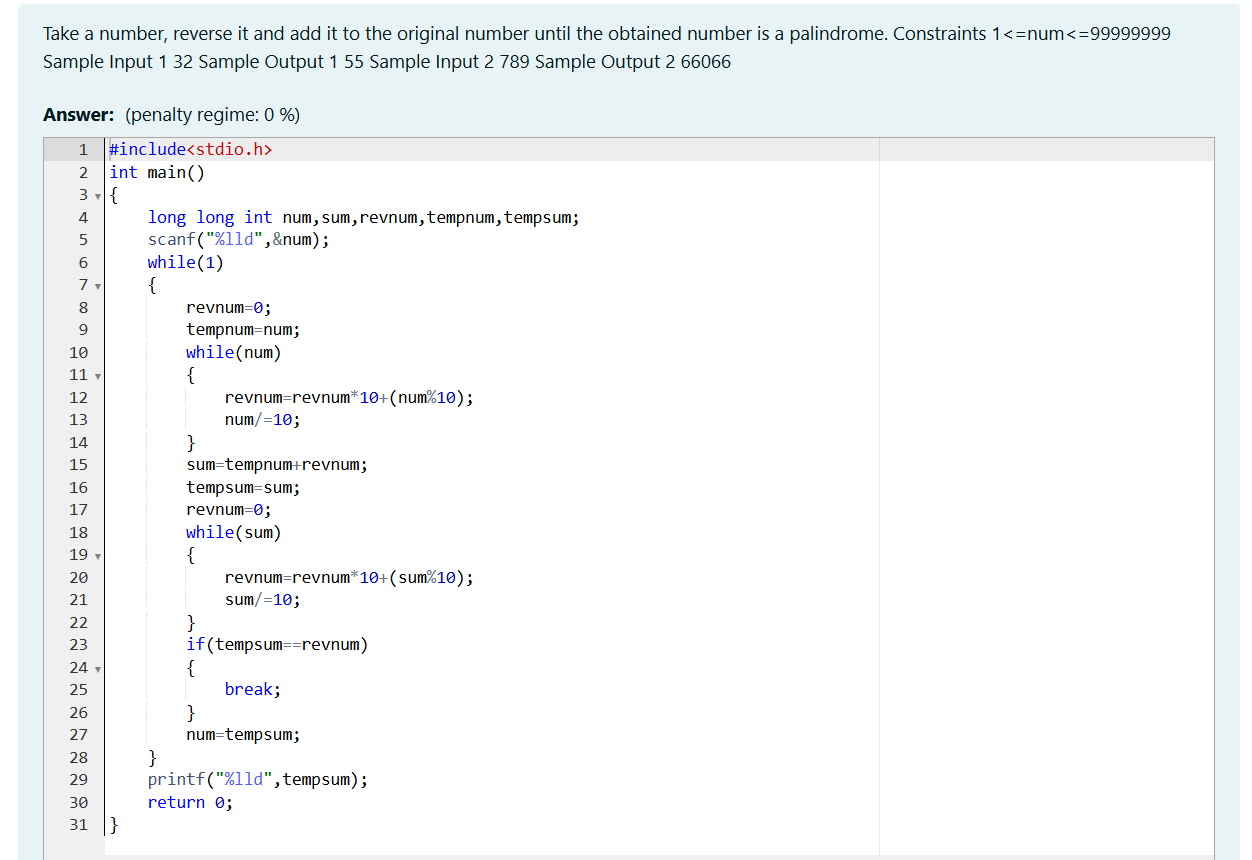 Take a number, reverse it and add it to the original number until the obtained number is a palindrome. Constraints 1<=num<=99999999
Sample Input 1 32 Sample Output 1 55 Sample Input 2 789 Sample Output 2 66066
Answer: (penalty regime: 0 %)
1 #include<stdio.h>
2 int main()
3 {
4     long long int num,sum,revnum,tempnum,tempsum;
5     scanf("%lld",&num);
6     while(1)
7     {
8         revnum=0;
9         tempnum=num;
10         while(num)
11         {
12             revnum=revnum*10+(num%10);
13             num/=10;
14         }
15         sum=tempnum+revnum;
16         tempsum=sum;
17         revnum=0;
18         while(sum)
19         {
20             revnum=revnum*10+(sum%10);
21             sum/=10;
22         }
23         if(tempsum==revnum)
24         {
25             break;
26         }
27         num=tempsum;
28     }
29     printf("%lld",tempsum);
30     return 0;
31 }